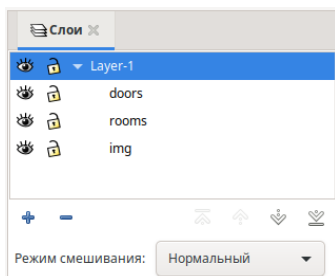 Слои
Layer-1
doors
rooms
img
Режим смешивания: Нормальный